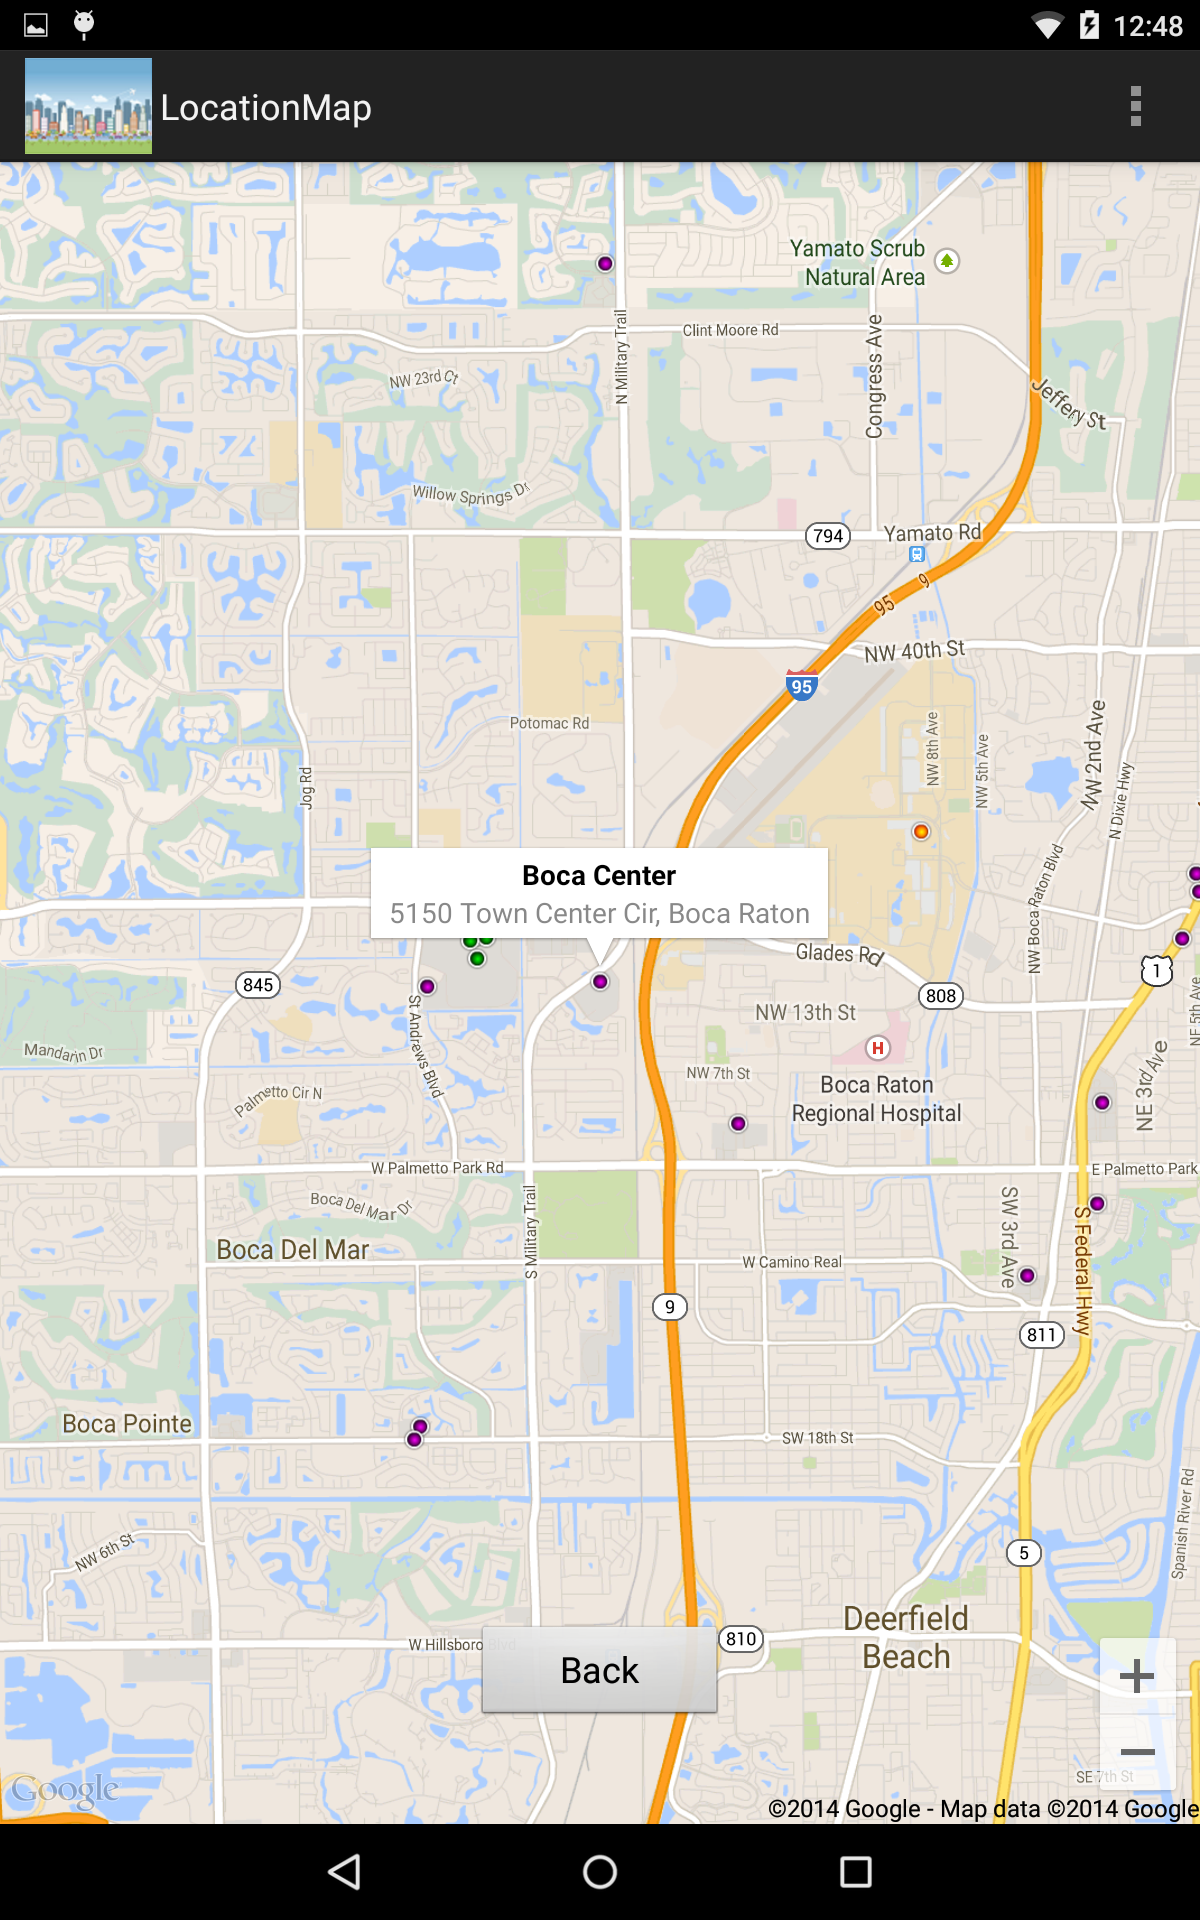 12:48
LocationMap
Yamato Scrub
Natural Area
Clint Moore Rd
N Military Trail
Congress Ave
NW 23rd Ct
Jeffery St
Willow Springs Dr
794
Yamato Rd
9
95
NW 40th St
95
Potomac Rd
NW 8th Ave
NW 5th Ave
NW 2nd Ave
N Dixie Hwy
Jog Rd
Boca Center
5150 Town Center Cir, Boca Raton
NW Boca Raton Blvd
Glades Rd
845
808
1
St Andrews Blvd
NW 13th St
NE 5th Ave
Mandarin Dr
NE 3rd Ave
NW 7th St
Boca Raton
Regional Hospital
H
Palmetto Cir N
W Palmetto Park Rd
E Palmetto Park
Boca Del Mar Dr
S Military Trail
SW 3rd Ave
S Federal Hwy
Boca Del Mar
W Camino Real
9
811
Boca Pointe
SW 18th St
Spanish River Rd
NW 6th St
5
Deerfield
Beach
W Hillsboro Blvd
810
Back
+
−
SE 7th St
Google
©2014 Google - Map data ©2014 Google